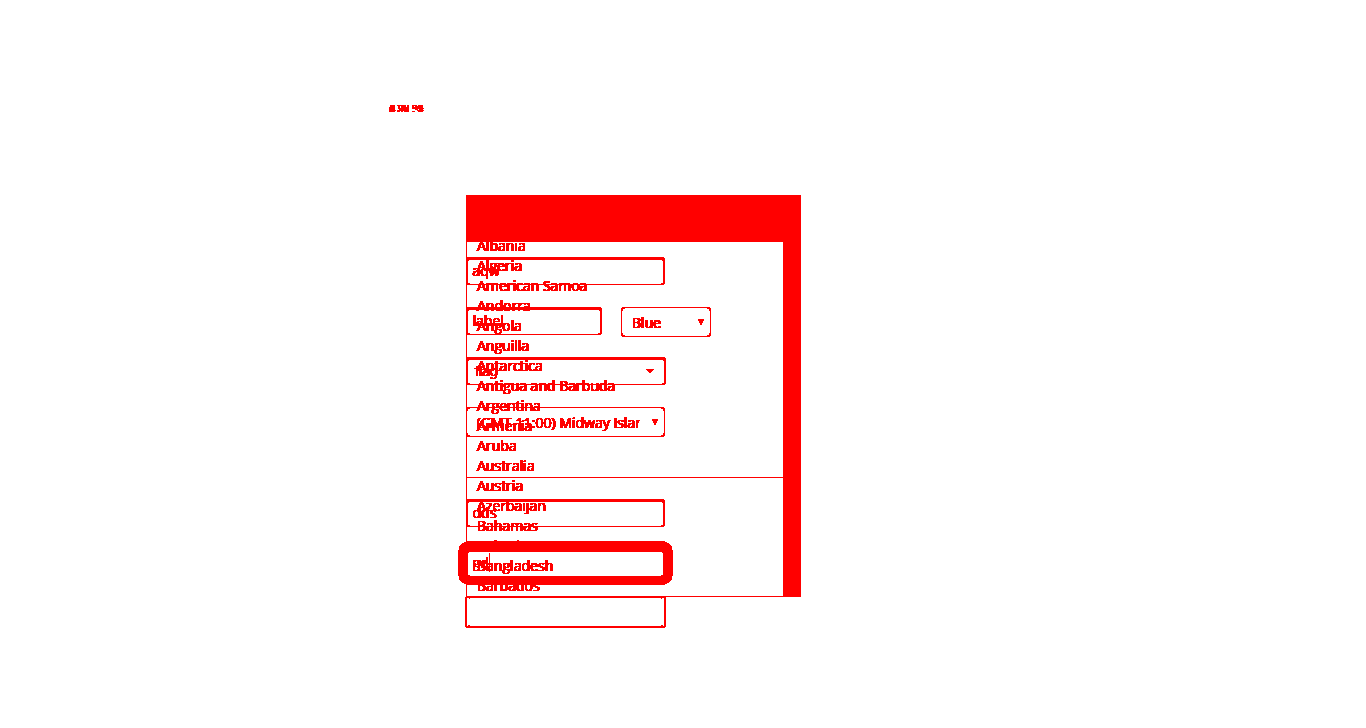 Albania
aqw
Algeria
American Samoa
Andorra
label
Blue
Angola
Anguilla
Antarctica
flag
Antigua and Barbuda
Argentina
(GMT-11:00) Midway Islar
Armenia
Aruba
Australia
Austria
Azerbaijan
Bahamas
Bangladesh
Barbados